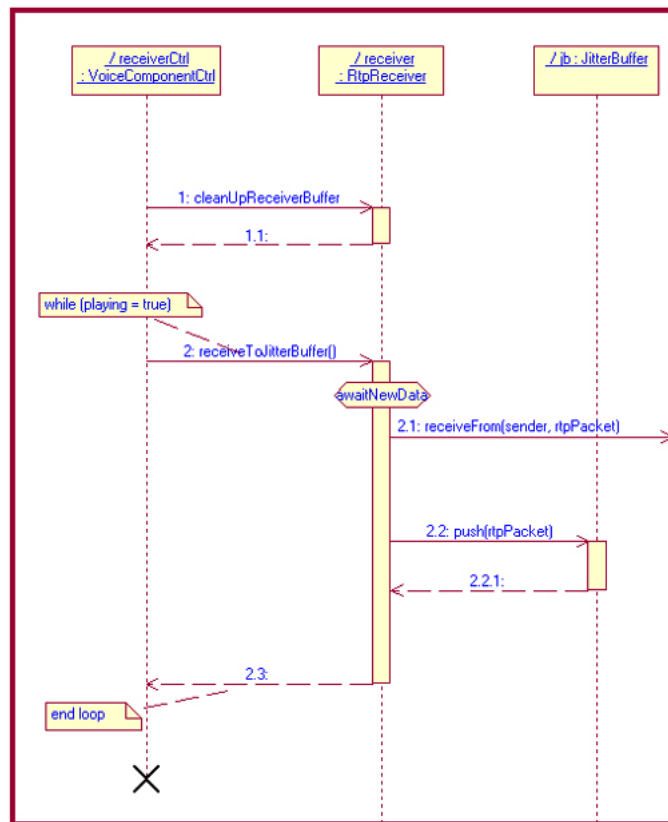 / receiverCtrl
: VoiceComponentCtrl
/ receiver
: RtpReceiver
/ jb : JitterBuffer
1: cleanUpReceiverBuffer
1.1:
while (playing = true)
2: receiveToJitterBuffer()
awaitNewData
2.1: receiveFrom(sender, rtpPacket)
2.2: push(rtpPacket)
2.2.1:
2.3:
end loop